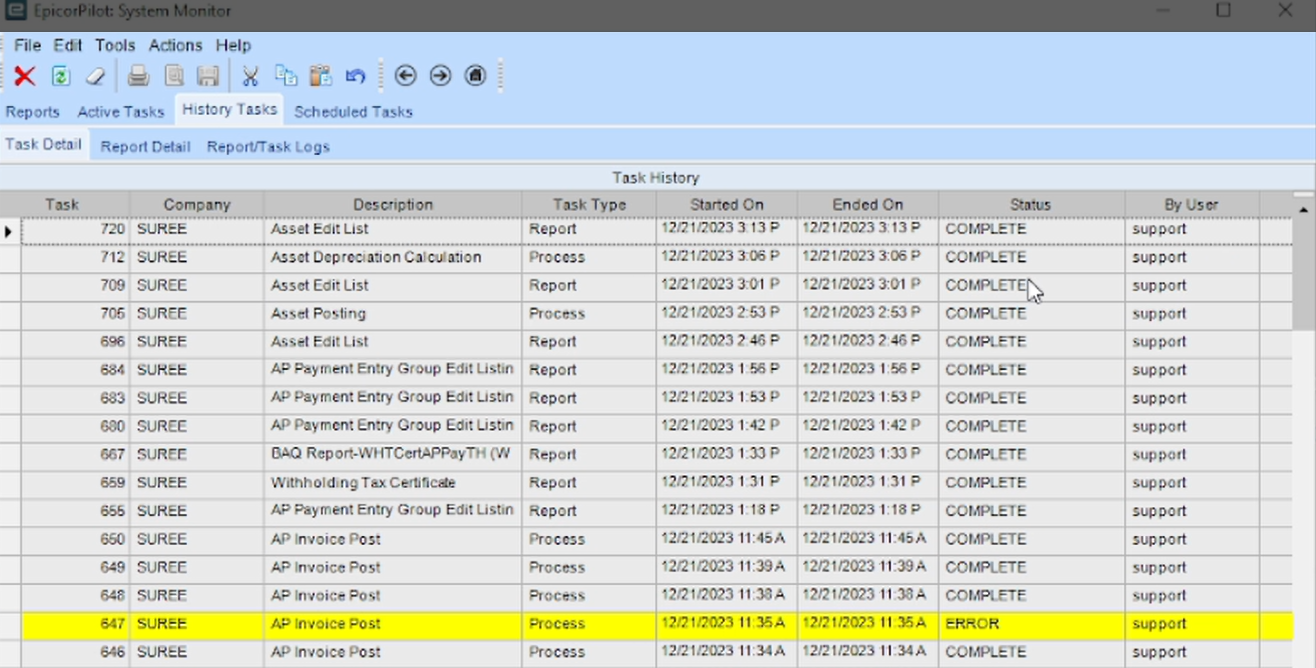 EpicorPilot: System Monitor
File Edit Tools Actions Help
Reports Active Tasks History Tasks Scheduled Tasks
Task Detail Report Detail Report/Task Logs
Task History
Task Company Description Task Type Started On Ended On Status By User
720 SUREE Asset Edit List Report 12/21/2023 3:13 P 12/21/2023 3:13 P COMPLETE support
712 SUREE Asset Depreciation Calculation Process 12/21/2023 3:06 P 12/21/2023 3:06 P COMPLETE support
709 SUREE Asset Edit List Report 12/21/2023 3:01 P 12/21/2023 3:01 P COMPLETE support
705 SUREE Asset Posting Process 12/21/2023 2:53 P 12/21/2023 2:53 P COMPLETE support
696 SUREE Asset Edit List Report 12/21/2023 2:46 P 12/21/2023 2:46 P COMPLETE support
684 SUREE AP Payment Entry Group Edit Listin Report 12/21/2023 1:56 P 12/21/2023 1:56 P COMPLETE support
683 SUREE AP Payment Entry Group Edit Listin Report 12/21/2023 1:53 P 12/21/2023 1:53 P COMPLETE support
680 SUREE AP Payment Entry Group Edit Listin Report 12/21/2023 1:42 P 12/21/2023 1:42 P COMPLETE support
667 SUREE BAQ Report-WHTCertAPPayTH (W Report 12/21/2023 1:33 P 12/21/2023 1:33 P COMPLETE support
659 SUREE Withholding Tax Certificate Report 12/21/2023 1:31 P 12/21/2023 1:31 P COMPLETE support
655 SUREE AP Payment Entry Group Edit Listin Report 12/21/2023 1:18 P 12/21/2023 1:18 P COMPLETE support
650 SUREE AP Invoice Post Process 12/21/2023 11:45 A 12/21/2023 11:45 A COMPLETE support
649 SUREE AP Invoice Post Process 12/21/2023 11:39 A 12/21/2023 11:39 A COMPLETE support
648 SUREE AP Invoice Post Process 12/21/2023 11:38 A 12/21/2023 11:38 A COMPLETE support
647 SUREE AP Invoice Post Process 12/21/2023 11:35 A 12/21/2023 11:35 A ERROR support
646 SUREE AP Invoice Post Process 12/21/2023 11:34 A 12/21/2023 11:34 A COMPLETE support